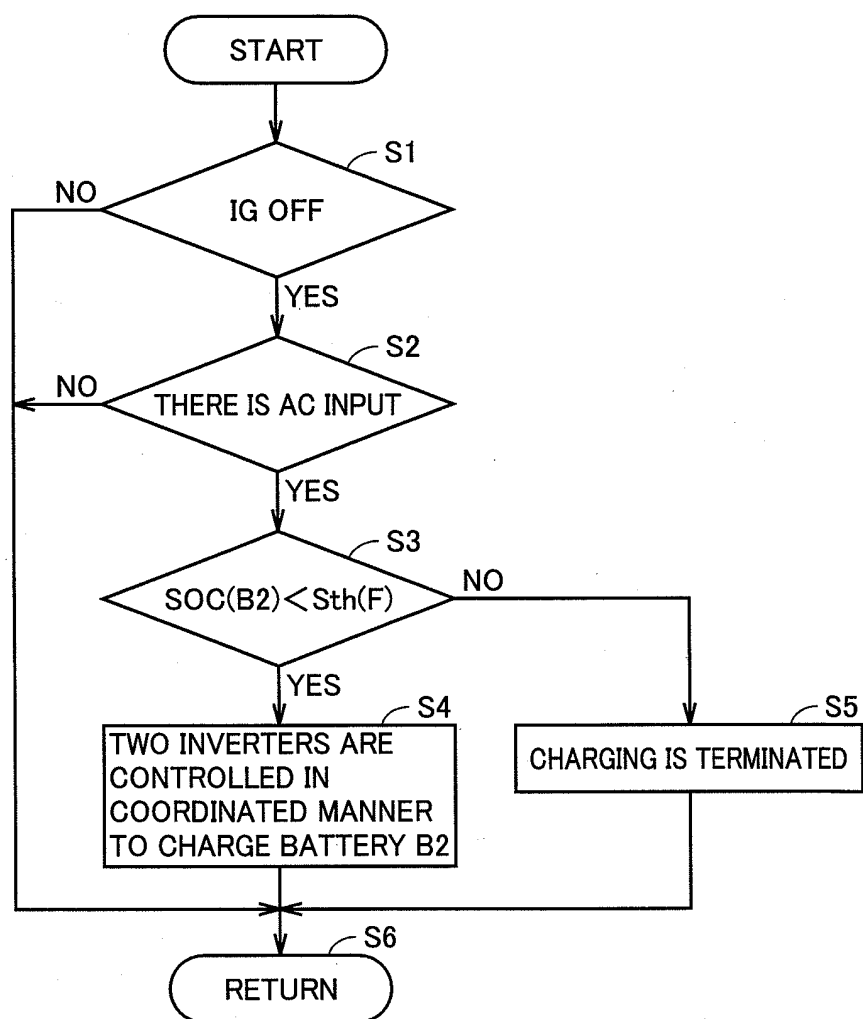 START
S1
NO
IG OFF
YES
S2
NO
THERE IS AC INPUT
YES
S3
NO
SOC(B2)<Sth(F)
YES
S4
TWO INVERTERS ARE
CONTROLLED IN
COORDINATED MANNER
TO CHARGE BATTERY B2
S5
CHARGING IS TERMINATED
S6
RETURN